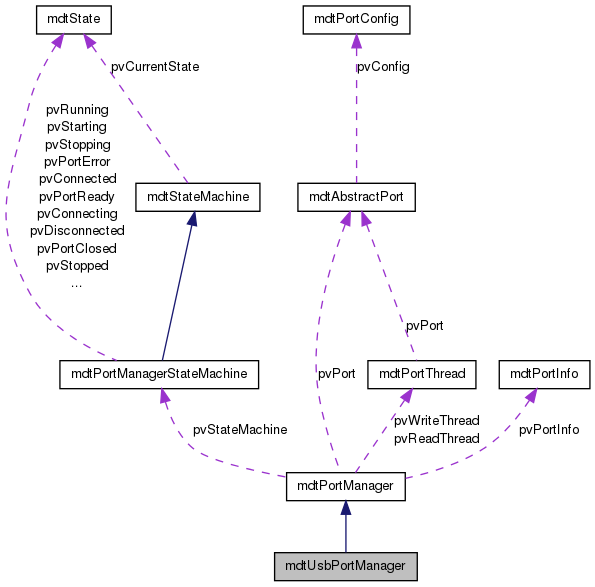 mdtState
mdtPortConfig
pvCurrentState
pvConfig
pvRunning
pvStarting
pvStopping
pvPortError
pvConnected
pvPortReady
pvConnecting
pvDisconnected
pvPortClosed
pvStopped
...
mdtStateMachine
mdtAbstractPort
pvPort
pvPort
mdtPortManagerStateMachine
mdtPortThread
mdtPortInfo
pvStateMachine
pvWriteThread
pvReadThread
pvPortInfo
mdtPortManager
mdtUsbPortManager